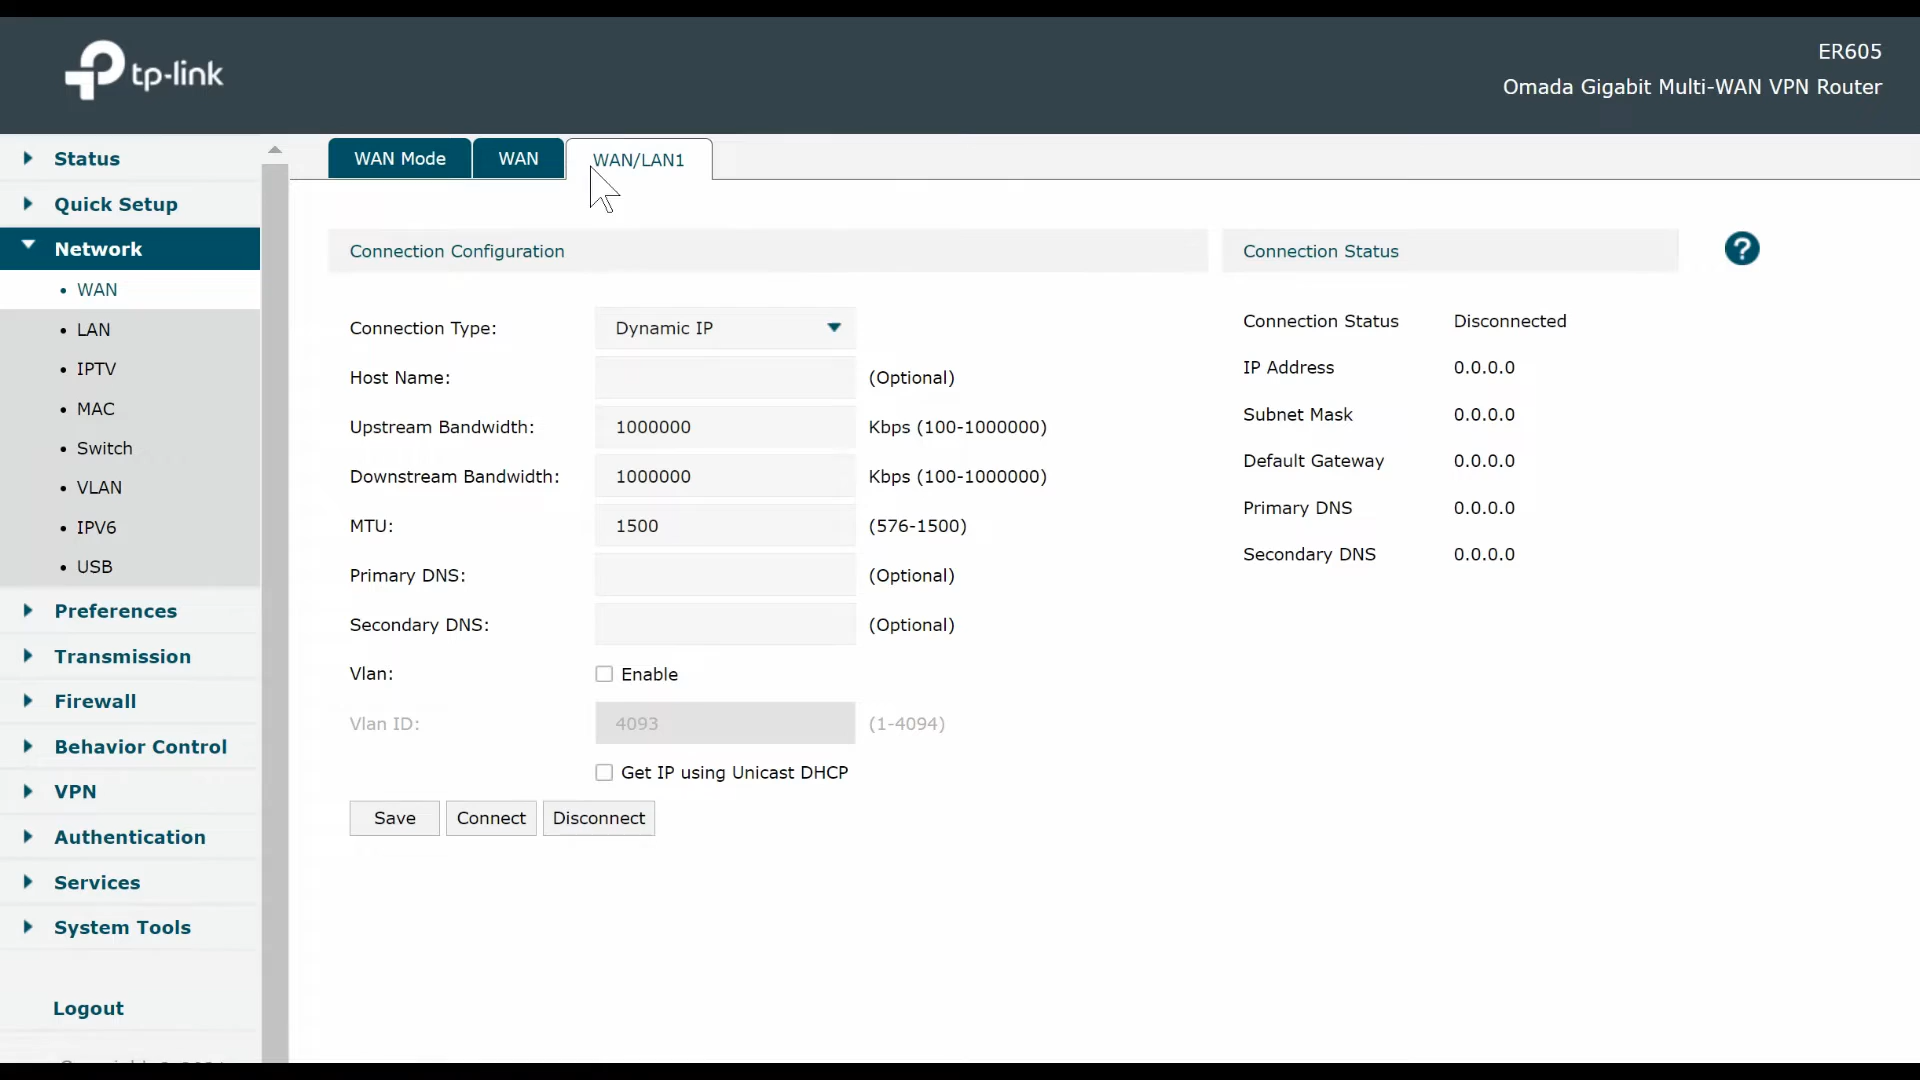 tp-link
ER605
Omada Gigabit Multi-WAN VPN Router
Status
Quick Setup
Network
WAN
LAN
IPTV
MAC
Switch
VLAN
IPV6
USB
Preferences
Transmission
Firewall
Behavior Control
VPN
Authentication
Services
System Tools
Logout
WAN Mode WAN WAN/LAN1
Connection Configuration
Connection Type: Dynamic IP
Host Name: (Optional)
Upstream Bandwidth: 1000000 Kbps (100-1000000)
Downstream Bandwidth: 1000000 Kbps (100-1000000)
MTU: 1500 (576-1500)
Primary DNS: (Optional)
Secondary DNS: (Optional)
Vlan: Enable
Vlan ID: 4093 (1-4094)
Get IP using Unicast DHCP
Save Connect Disconnect
Connection Status
?
Connection Status Disconnected
IP Address 0.0.0.0
Subnet Mask 0.0.0.0
Default Gateway 0.0.0.0
Primary DNS 0.0.0.0
Secondary DNS 0.0.0.0